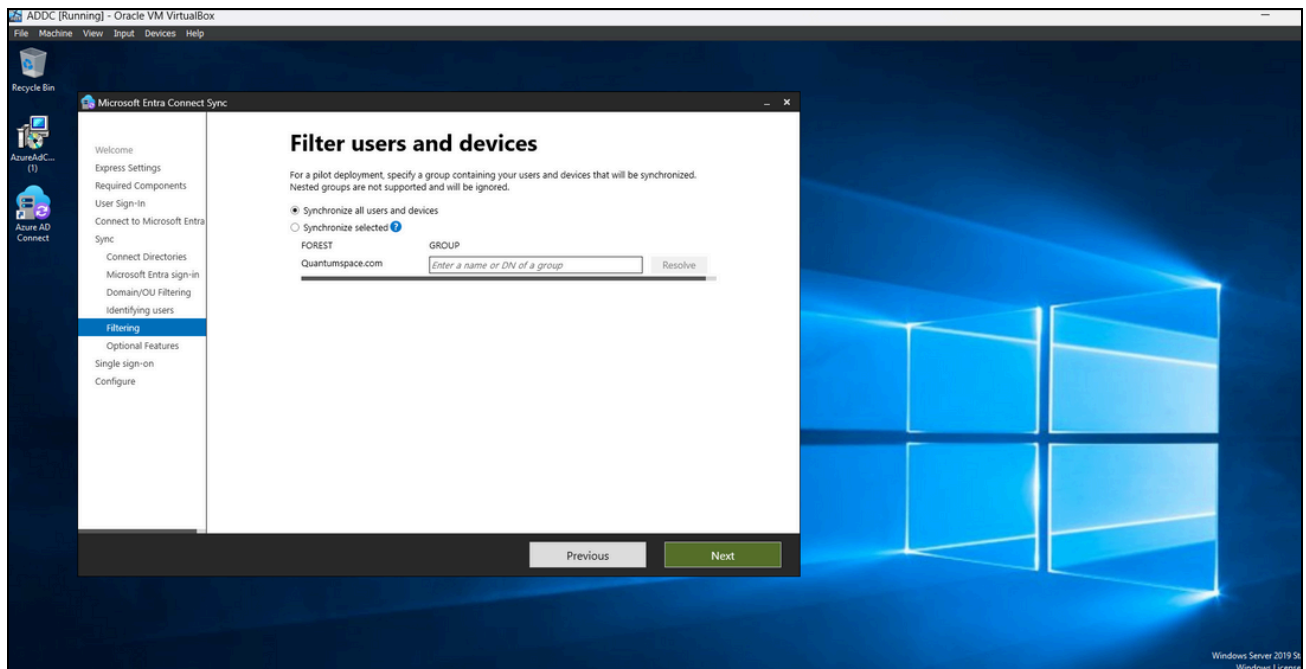 ADDC [Running] - Oracle VM VirtualBox
File Machine View Input Devices Help
Recycle Bin
AzureAdC...
(1)
Azure AD
Connect
Microsoft Entra Connect Sync
Welcome
Express Settings
Required Components
User Sign-In
Connect to Microsoft Entra
Sync
Connect Directories
Microsoft Entra sign-in
Domain/OU Filtering
Identifying users
Filtering
Optional Features
Single sign-on
Configure
Filter users and devices
For a pilot deployment, specify a group containing your users and devices that will be synchronized.
Nested groups are not supported and will be ignored.
Synchronize all users and devices
Synchronize selected ?
FOREST GROUP
Quantumspace.com Enter a name or DN of a group Resolve
Previous Next
Windows Server 2019 St
Windows License